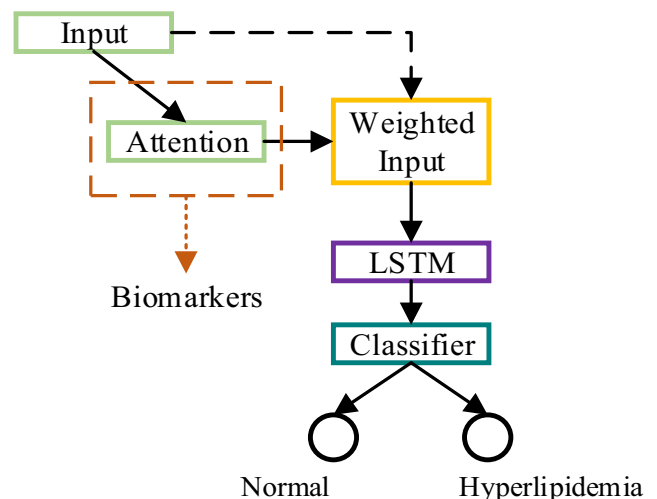 Input
Attention
Weighted
Input
Biomarkers
LSTM
Classifier
Normal
Hyperlipidemia